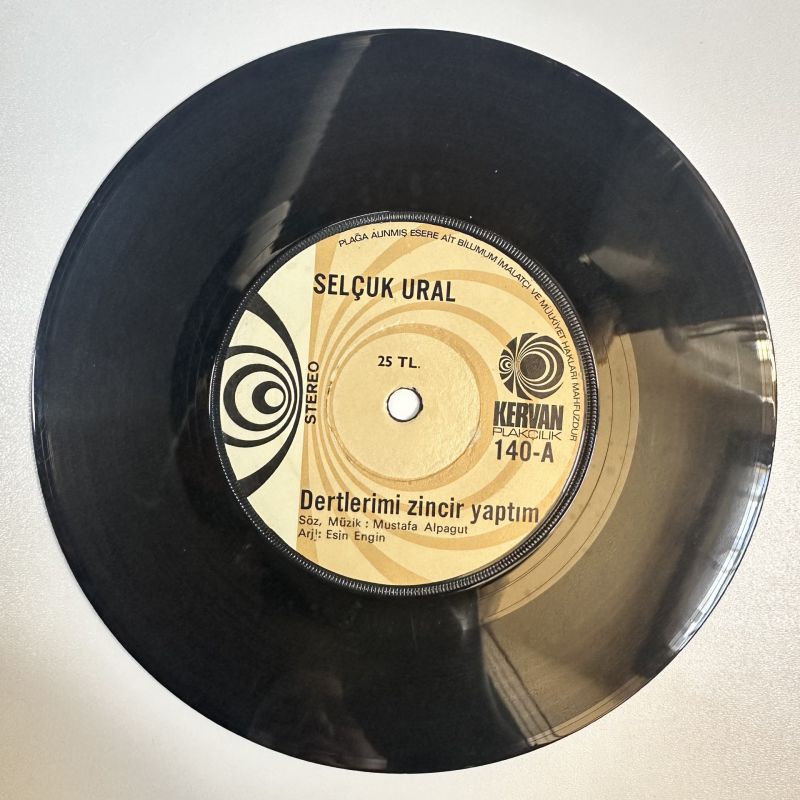 PLAĞA ALINMIŞ ESERE AİT BİLUMUM İMALATÇI VE MÜLKİYET HAKLARI MAHFUZDUR
SELÇUK URAL
25 TL.
STEREO
KERVAN
PLAKÇILIK
140-A
Dertlerimi zincir yaptım
Söz, Müzik : Mustafa Alpagut
Arj!: Esin Engin